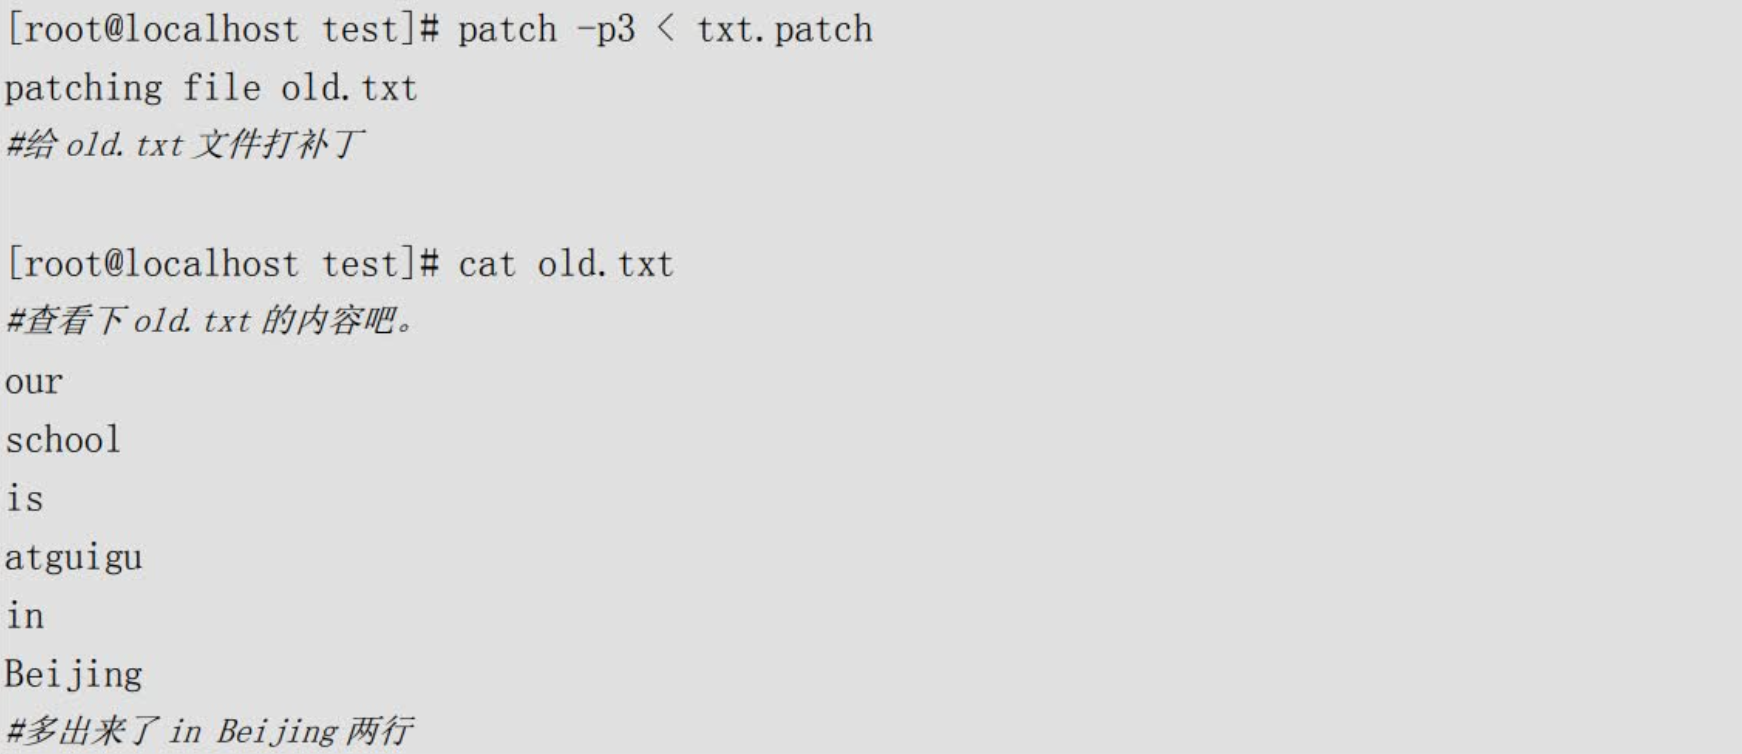 [root@localhost test]# patch -p3 < txt.patch
patching file old.txt
#给 old.txt 文件打补丁
[root@localhost test]# cat old.txt
#查看下 old.txt 的内容吧。
our
school
is
atguigu
in
Beijing
#多出来了 in Beijing 两行